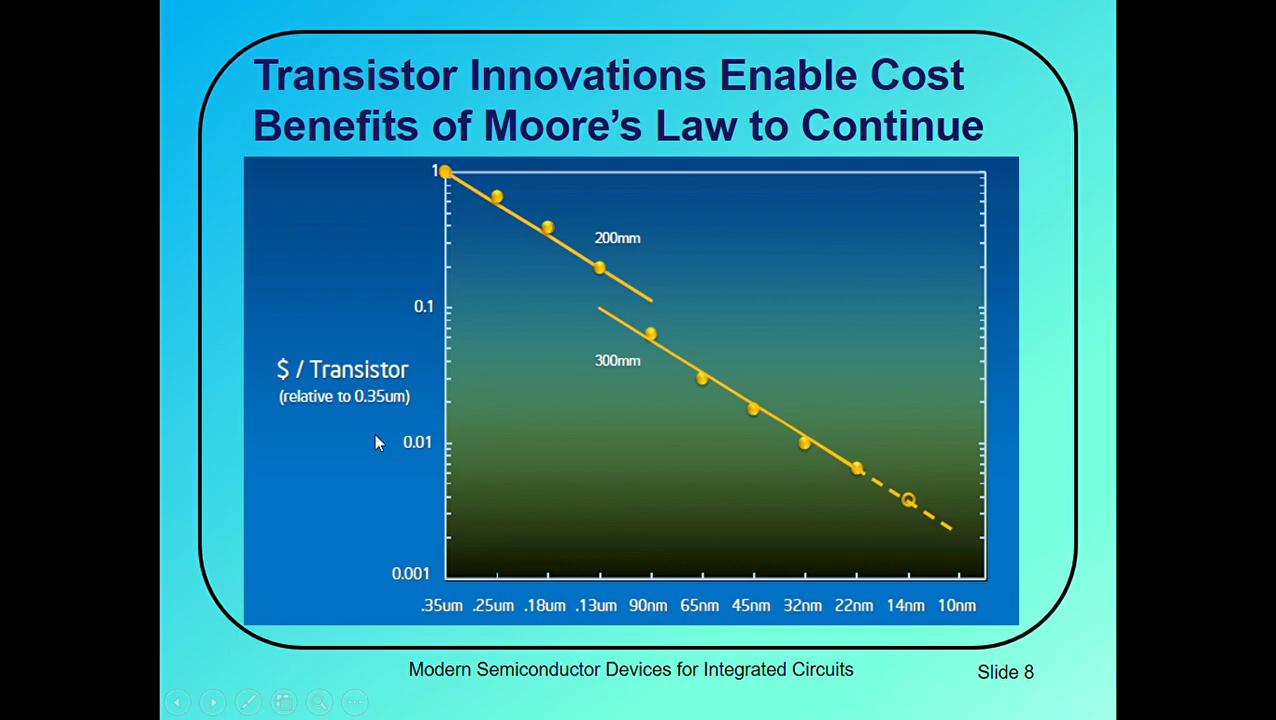 Transistor Innovations Enable Cost
Benefits of Moore’s Law to Continue
1
200mm
0.1
300mm
$ / Transistor
(relative to 0.35um)
0.01
0.001
.35um .25um .18um .13um 90nm 65nm 45nm 32nm 22nm 14nm 10nm
Modern Semiconductor Devices for Integrated Circuits
Slide 8